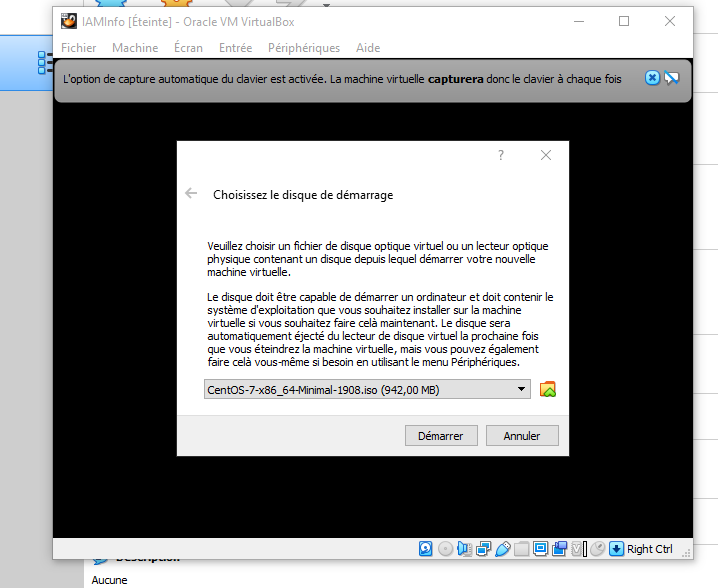 IAMInfo [Éteinte] - Oracle VM VirtualBox
Fichier Machine Écran Entrée Périphériques Aide
L'option de capture automatique du clavier est activée. La machine virtuelle capturera donc le clavier à chaque fois
?
Choisissez le disque de démarrage
Veuillez choisir un fichier de disque optique virtuel ou un lecteur optique
physique contenant un disque depuis lequel démarrer votre nouvelle
machine virtuelle.
Le disque doit être capable de démarrer un ordinateur et doit contenir le
système d'exploitation que vous souhaitez installer sur la machine
virtuelle si vous souhaitez faire celà maintenant. Le disque sera
automatiquement éjecté du lecteur de disque virtuel la prochaine fois
que vous éteindrez la machine virtuelle, mais vous pouvez également
faire celà vous-même si besoin en utilisant le menu Périphériques.
CentOS-7-x86_64-Minimal-1908.iso (942,00 MB)
Démarrer Annuler
Right Ctrl
Description
Aucune